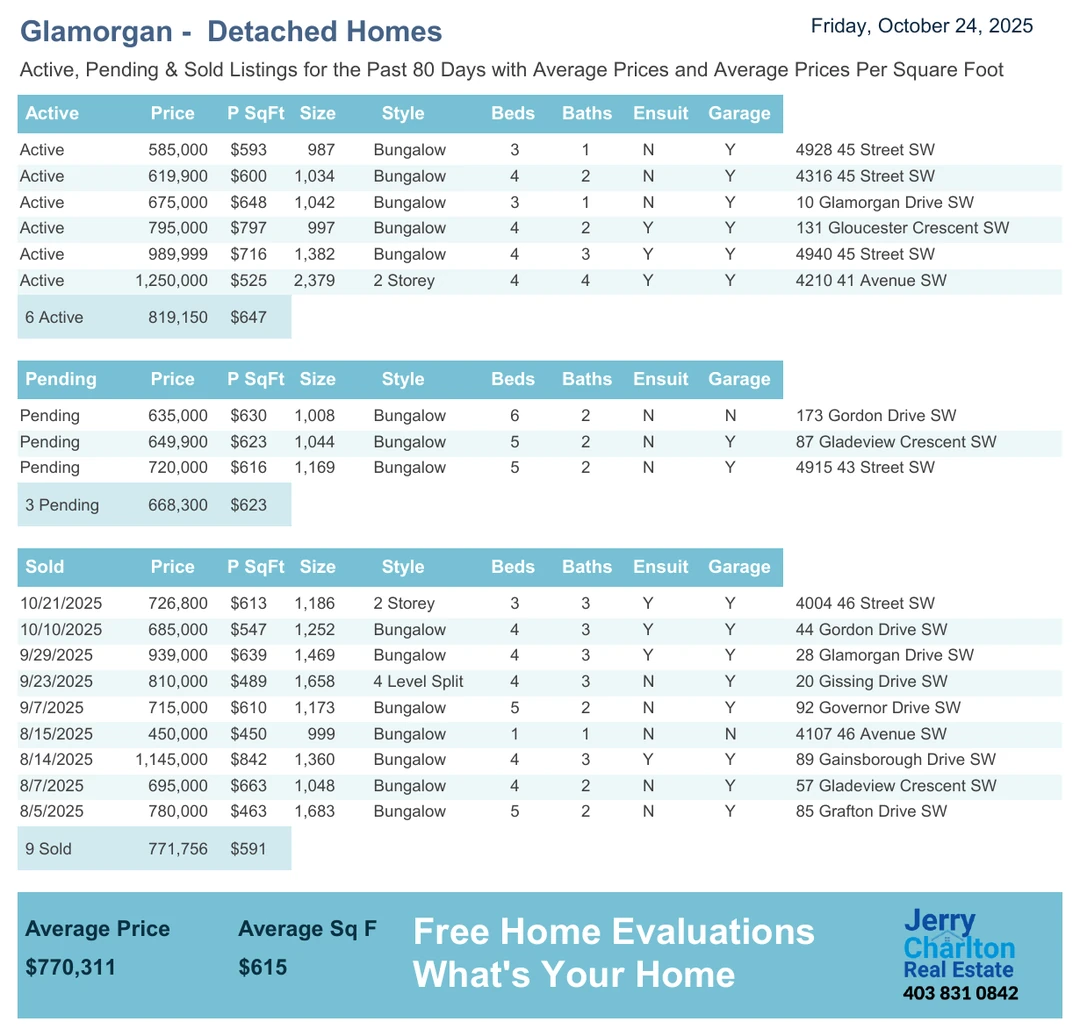 Glamorgan - Detached Homes
Friday, October 24, 2025
Active, Pending & Sold Listings for the Past 80 Days with Average Prices and Average Prices Per Square Foot
Active Price P SqFt Size Style Beds Baths Ensuit Garage
Active 585,000 $593 987 Bungalow 3 1 N Y 4928 45 Street SW
Active 619,900 $600 1,034 Bungalow 4 2 N Y 4316 45 Street SW
Active 675,000 $648 1,042 Bungalow 3 1 N Y 10 Glamorgan Drive SW
Active 795,000 $797 997 Bungalow 4 2 Y Y 131 Gloucester Crescent SW
Active 989,999 $716 1,382 Bungalow 4 3 Y Y 4940 45 Street SW
Active 1,250,000 $525 2,379 2 Storey 4 4 Y Y 4210 41 Avenue SW
6 Active 819,150 $647
Pending Price P SqFt Size Style Beds Baths Ensuit Garage
Pending 635,000 $630 1,008 Bungalow 6 2 N N 173 Gordon Drive SW
Pending 649,900 $623 1,044 Bungalow 5 2 N Y 87 Gladeview Crescent SW
Pending 720,000 $616 1,169 Bungalow 5 2 N Y 4915 43 Street SW
3 Pending 668,300 $623
Sold Price P SqFt Size Style Beds Baths Ensuit Garage
10/21/2025 726,800 $613 1,186 2 Storey 3 3 Y Y 4004 46 Street SW
10/10/2025 685,000 $547 1,252 Bungalow 4 3 Y Y 44 Gordon Drive SW
9/29/2025 939,000 $639 1,469 Bungalow 4 3 Y Y 28 Glamorgan Drive SW
9/23/2025 810,000 $489 1,658 4 Level Split 4 3 N Y 20 Gissing Drive SW
9/7/2025 715,000 $610 1,173 Bungalow 5 2 N Y 92 Governor Drive SW
8/15/2025 450,000 $450 999 Bungalow 1 1 N N 4107 46 Avenue SW
8/14/2025 1,145,000 $842 1,360 Bungalow 4 3 Y Y 89 Gainsborough Drive SW
8/7/2025 695,000 $663 1,048 Bungalow 4 2 N Y 57 Gladeview Crescent SW
8/5/2025 780,000 $463 1,683 Bungalow 5 2 N Y 85 Grafton Drive SW
9 Sold 771,756 $591
Average Price Average Sq F
$770,311 $615
Free Home Evaluations
What's Your Home
Jerry
Charlton
Real Estate
403 831 0842